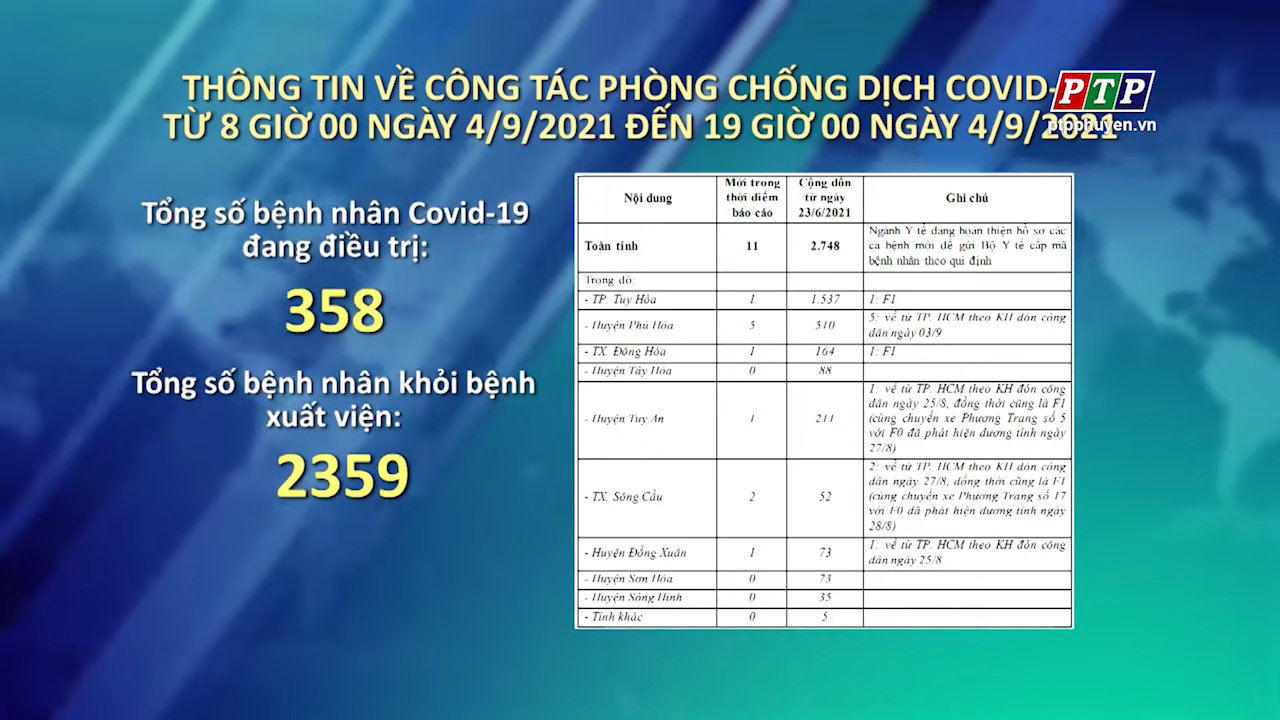 THÔNG TIN VỀ CÔNG TÁC PHÒNG CHỐNG DỊCH COVID-
TỪ 8 GIỜ 00 NGÀY 4/9/2021 ĐẾN 19 GIỜ 00 NGÀY 4/9/2021
PTP
ptpphuyen.vn
Tổng số bệnh nhân Covid-19
đang điều trị:
358
Tổng số bệnh nhân khỏi bệnh
xuất viện:
2359
Nội dung
Mới trong
thời điểm
báo cáo
Cộng dồn
từ ngày
23/6/2021
Ghi chú
Toàn tỉnh
11
2.748
Ngành Y tế đang hoàn thiện hồ sơ các
ca bệnh mới để gửi Bộ Y tế cấp mã
bệnh nhân theo qui định
Trong đó:
- TP. Tuy Hòa
1
1.537
1: F1
- Huyện Phú Hòa
5
510
5: về từ TP. HCM theo KH đón công
dân ngày 03/9
- TX. Đông Hòa
1
164
1: F1
- Huyện Tây Hòa
0
88
- Huyện Tuy An
1
211
1: về từ TP. HCM theo KH đón công
dân ngày 25/8, đồng thời cũng là F1
(cùng chuyến xe Phương Trang số 5
với F0 đã phát hiện dương tính ngày
27/8)
- TX. Sông Cầu
2
52
2: về từ TP. HCM theo KH đón công
dân ngày 27/8, đồng thời cũng là F1
(cùng chuyến xe Phương Trang số 17
với F0 đã phát hiện dương tính ngày
28/8)
- Huyện Đồng Xuân
1
73
1: về từ TP. HCM theo KH đón công
dân ngày 25/8
- Huyện Sơn Hòa
0
73
- Huyện Sông Hinh
0
35
- Tỉnh khác
0
5